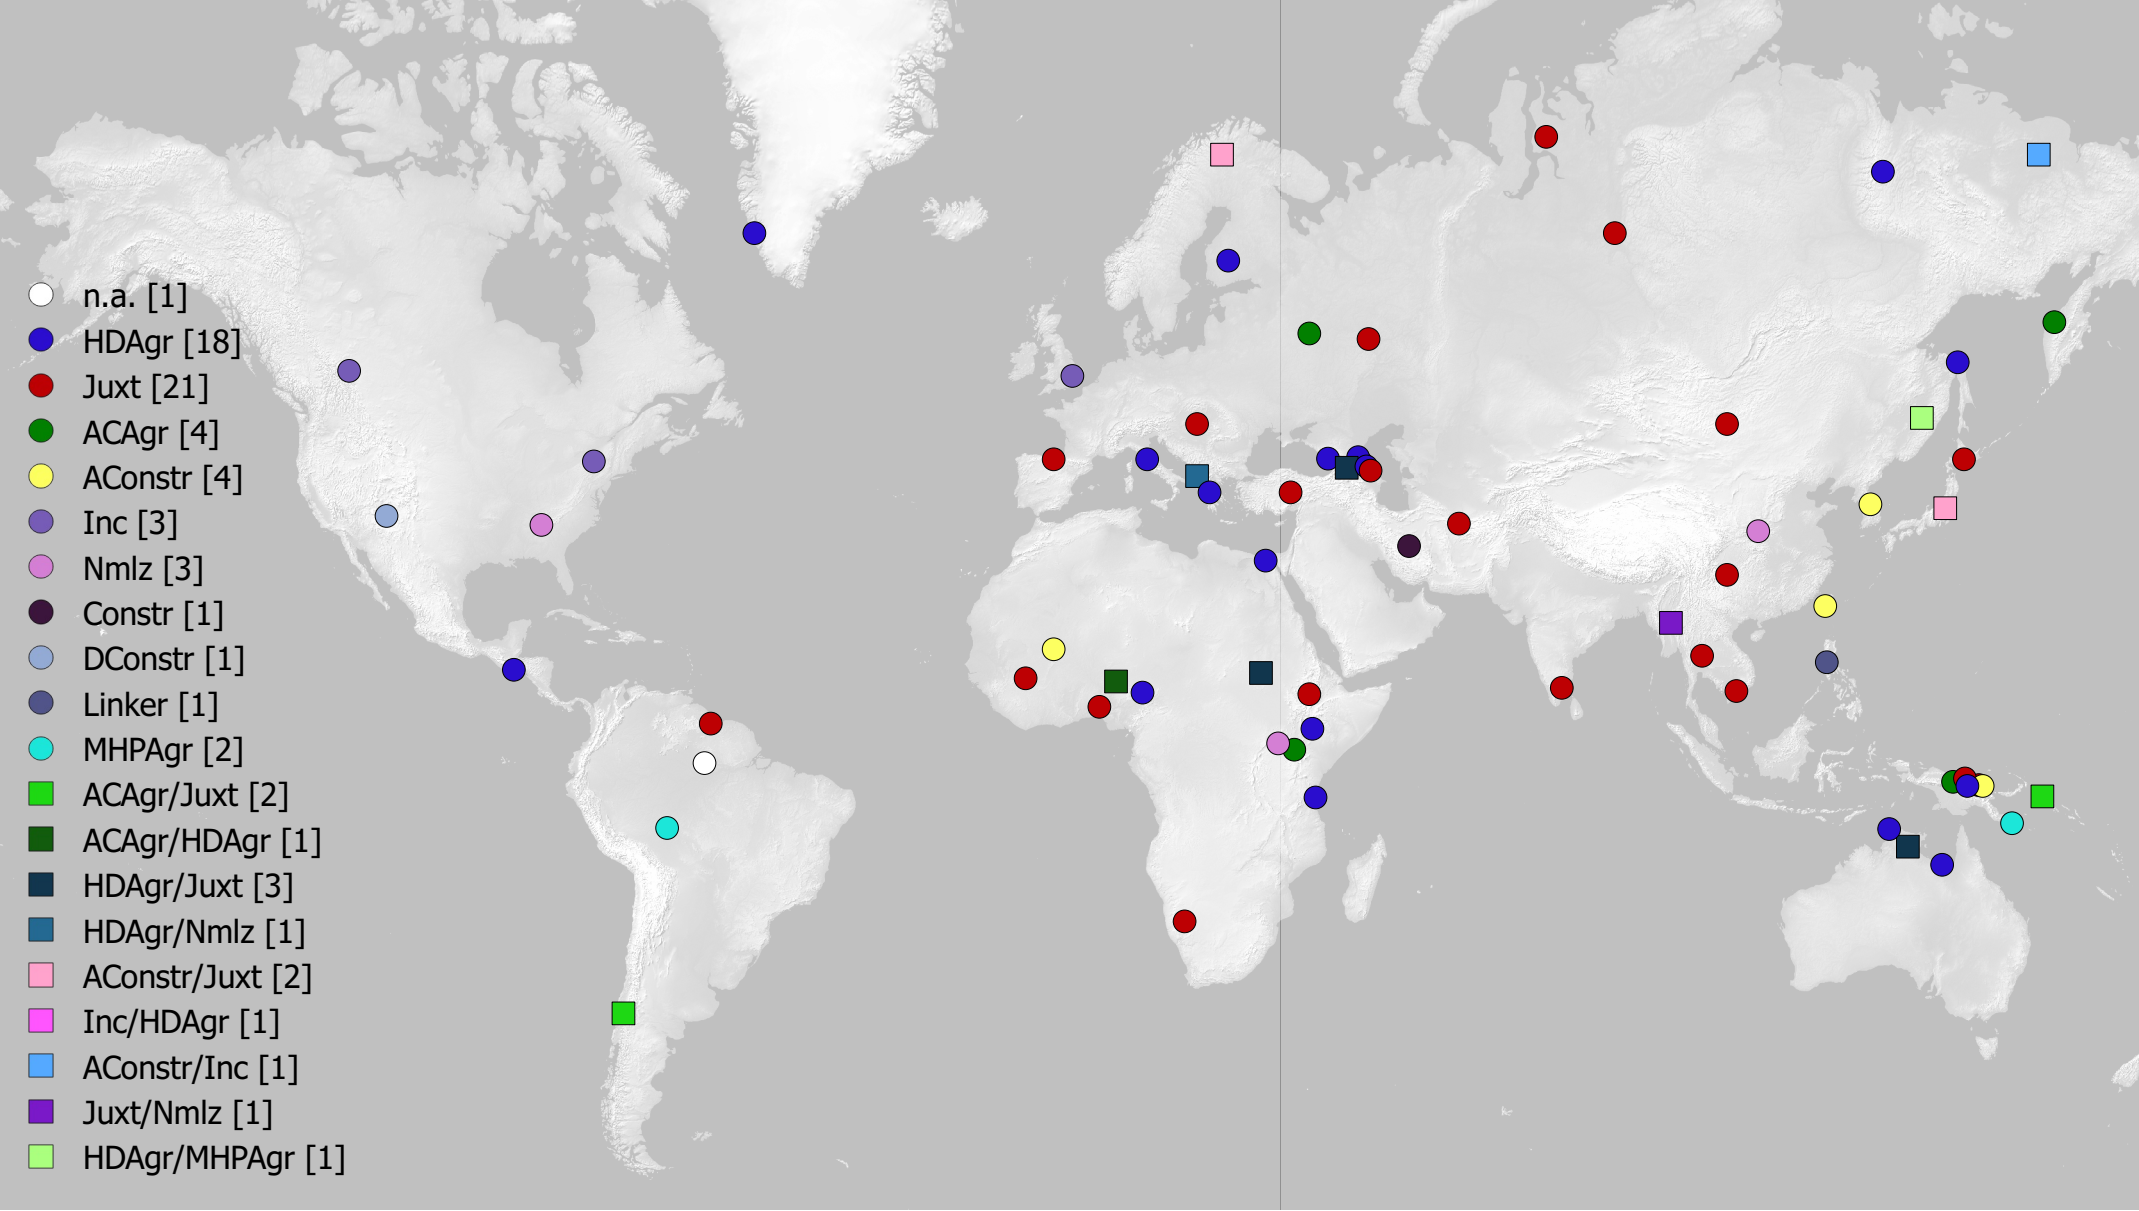 n.a. [1]
HDAgr [18]
Juxt [21]
ACAgr [4]
AConstr [4]
Inc [3]
Nmlz [3]
Constr [1]
DConstr [1]
Linker [1]
MHPAgr [2]
ACAgr/Juxt [2]
ACAgr/HDAgr [1]
HDAgr/Juxt [3]
HDAgr/Nmlz [1]
AConstr/Juxt [2]
Inc/HDAgr [1]
AConstr/Inc [1]
Juxt/Nmlz [1]
HDAgr/MHPAgr [1]